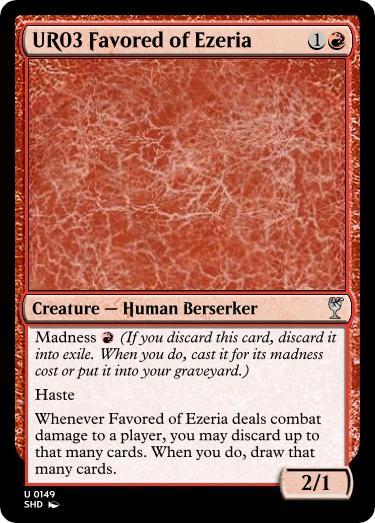 UR03 Favored of Ezeria 1
Creature — Human Berserker
Madness (If you discard this card, discard it
into exile. When you do, cast it for its madness
cost or put it into your graveyard.)
Haste
Whenever Favored of Ezeria deals combat
damage to a player, you may discard up to
that many cards. When you do, draw that
many cards.
2/1
U 0149
SHD